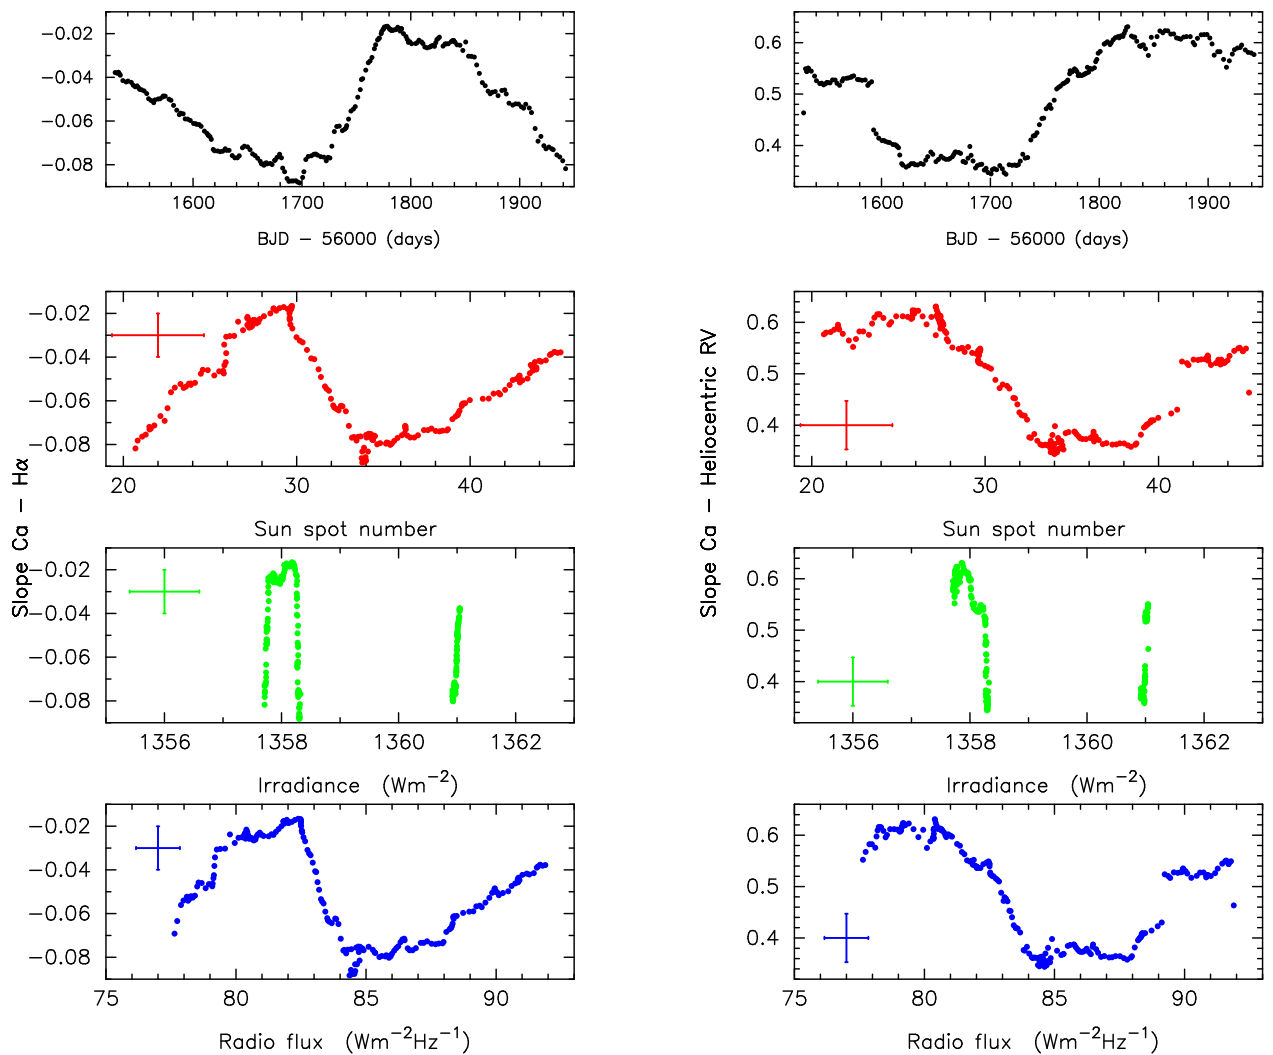 −0.02
−0.04
−0.06
−0.08
1600 1700 1800 1900
BJD − 56000 (days)
0.6
0.5
0.4
1600 1700 1800 1900
BJD − 56000 (days)
Slope Ca − Hα
−0.02
−0.04
−0.06
−0.08
20 30 40
Sun spot number
Slope Ca − Heliocentric RV
0.6
0.5
0.4
20 30 40
Sun spot number
−0.02
−0.04
−0.06
−0.08
1356 1358 1360 1362
Irradiance (Wm⁻²)
0.6
0.5
0.4
1356 1358 1360 1362
Irradiance (Wm⁻²)
−0.02
−0.04
−0.06
−0.08
75 80 85 90
Radio flux (Wm⁻²Hz⁻¹)
0.6
0.5
0.4
75 80 85 90
Radio flux (Wm⁻²Hz⁻¹)